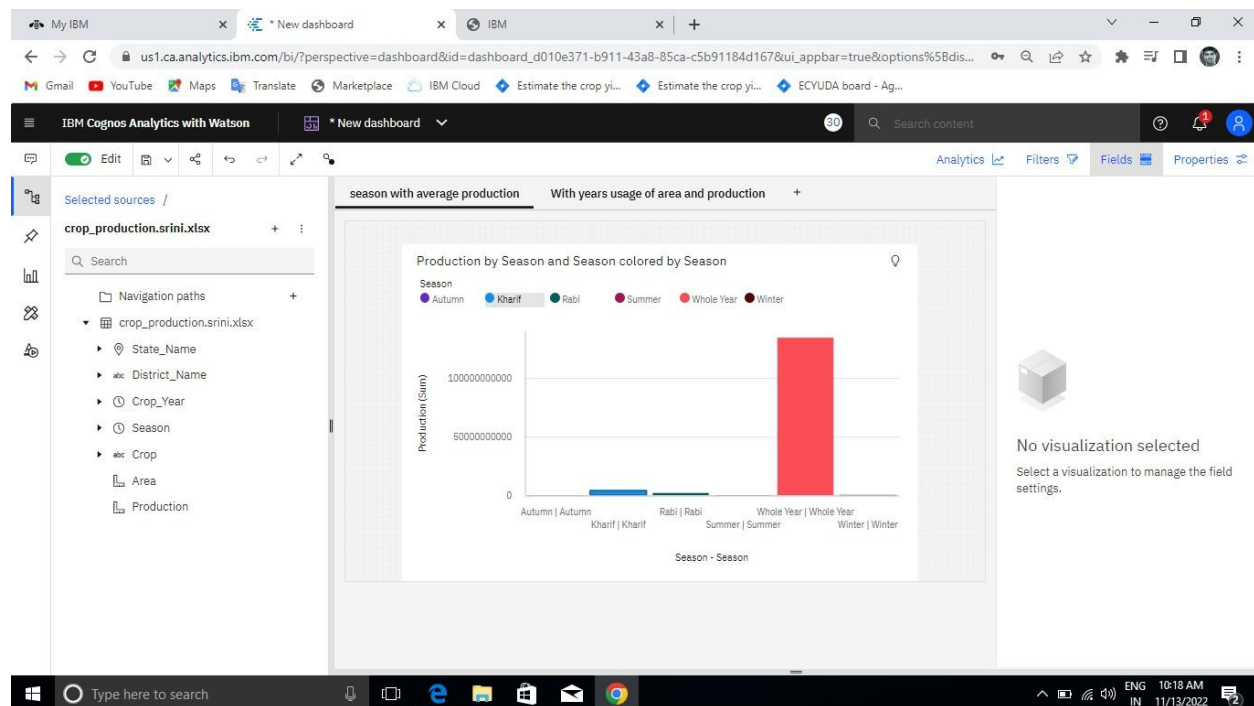 My IBM
* New dashboard
IBM
us1.ca.analytics.ibm.com/bi/?perspective=dashboard&id=dashboard_d010e371-b911-43a8-85ca-c5b91184d167&ui_appbar=true&options%5Bdis...
Gmail YouTube Maps Translate Marketplace IBM Cloud Estimate the crop yi... Estimate the crop yi... ECYUDA board - Ag...
IBM Cognos Analytics with Watson * New dashboard 30 Search content 1
Edit Analytics Filters Fields Properties
Selected sources /
crop_production.srini.xlsx
Search
Navigation paths
crop_production.srini.xlsx
State_Name
abc District_Name
Crop_Year
Season
abc Crop
Area
Production
season with average production With years usage of area and production
Production by Season and Season colored by Season
Season
Autumn Kharif Rabi Summer Whole Year Winter
Production (Sum)
100000000000
50000000000
0
Autumn | Autumn Rabi | Rabi Whole Year | Whole Year
Kharif | Kharif Summer | Summer Winter | Winter
Season - Season
No visualization selected
Select a visualization to manage the field
settings.
Type here to search
ENG 10:18 AM
IN 11/13/2022 2